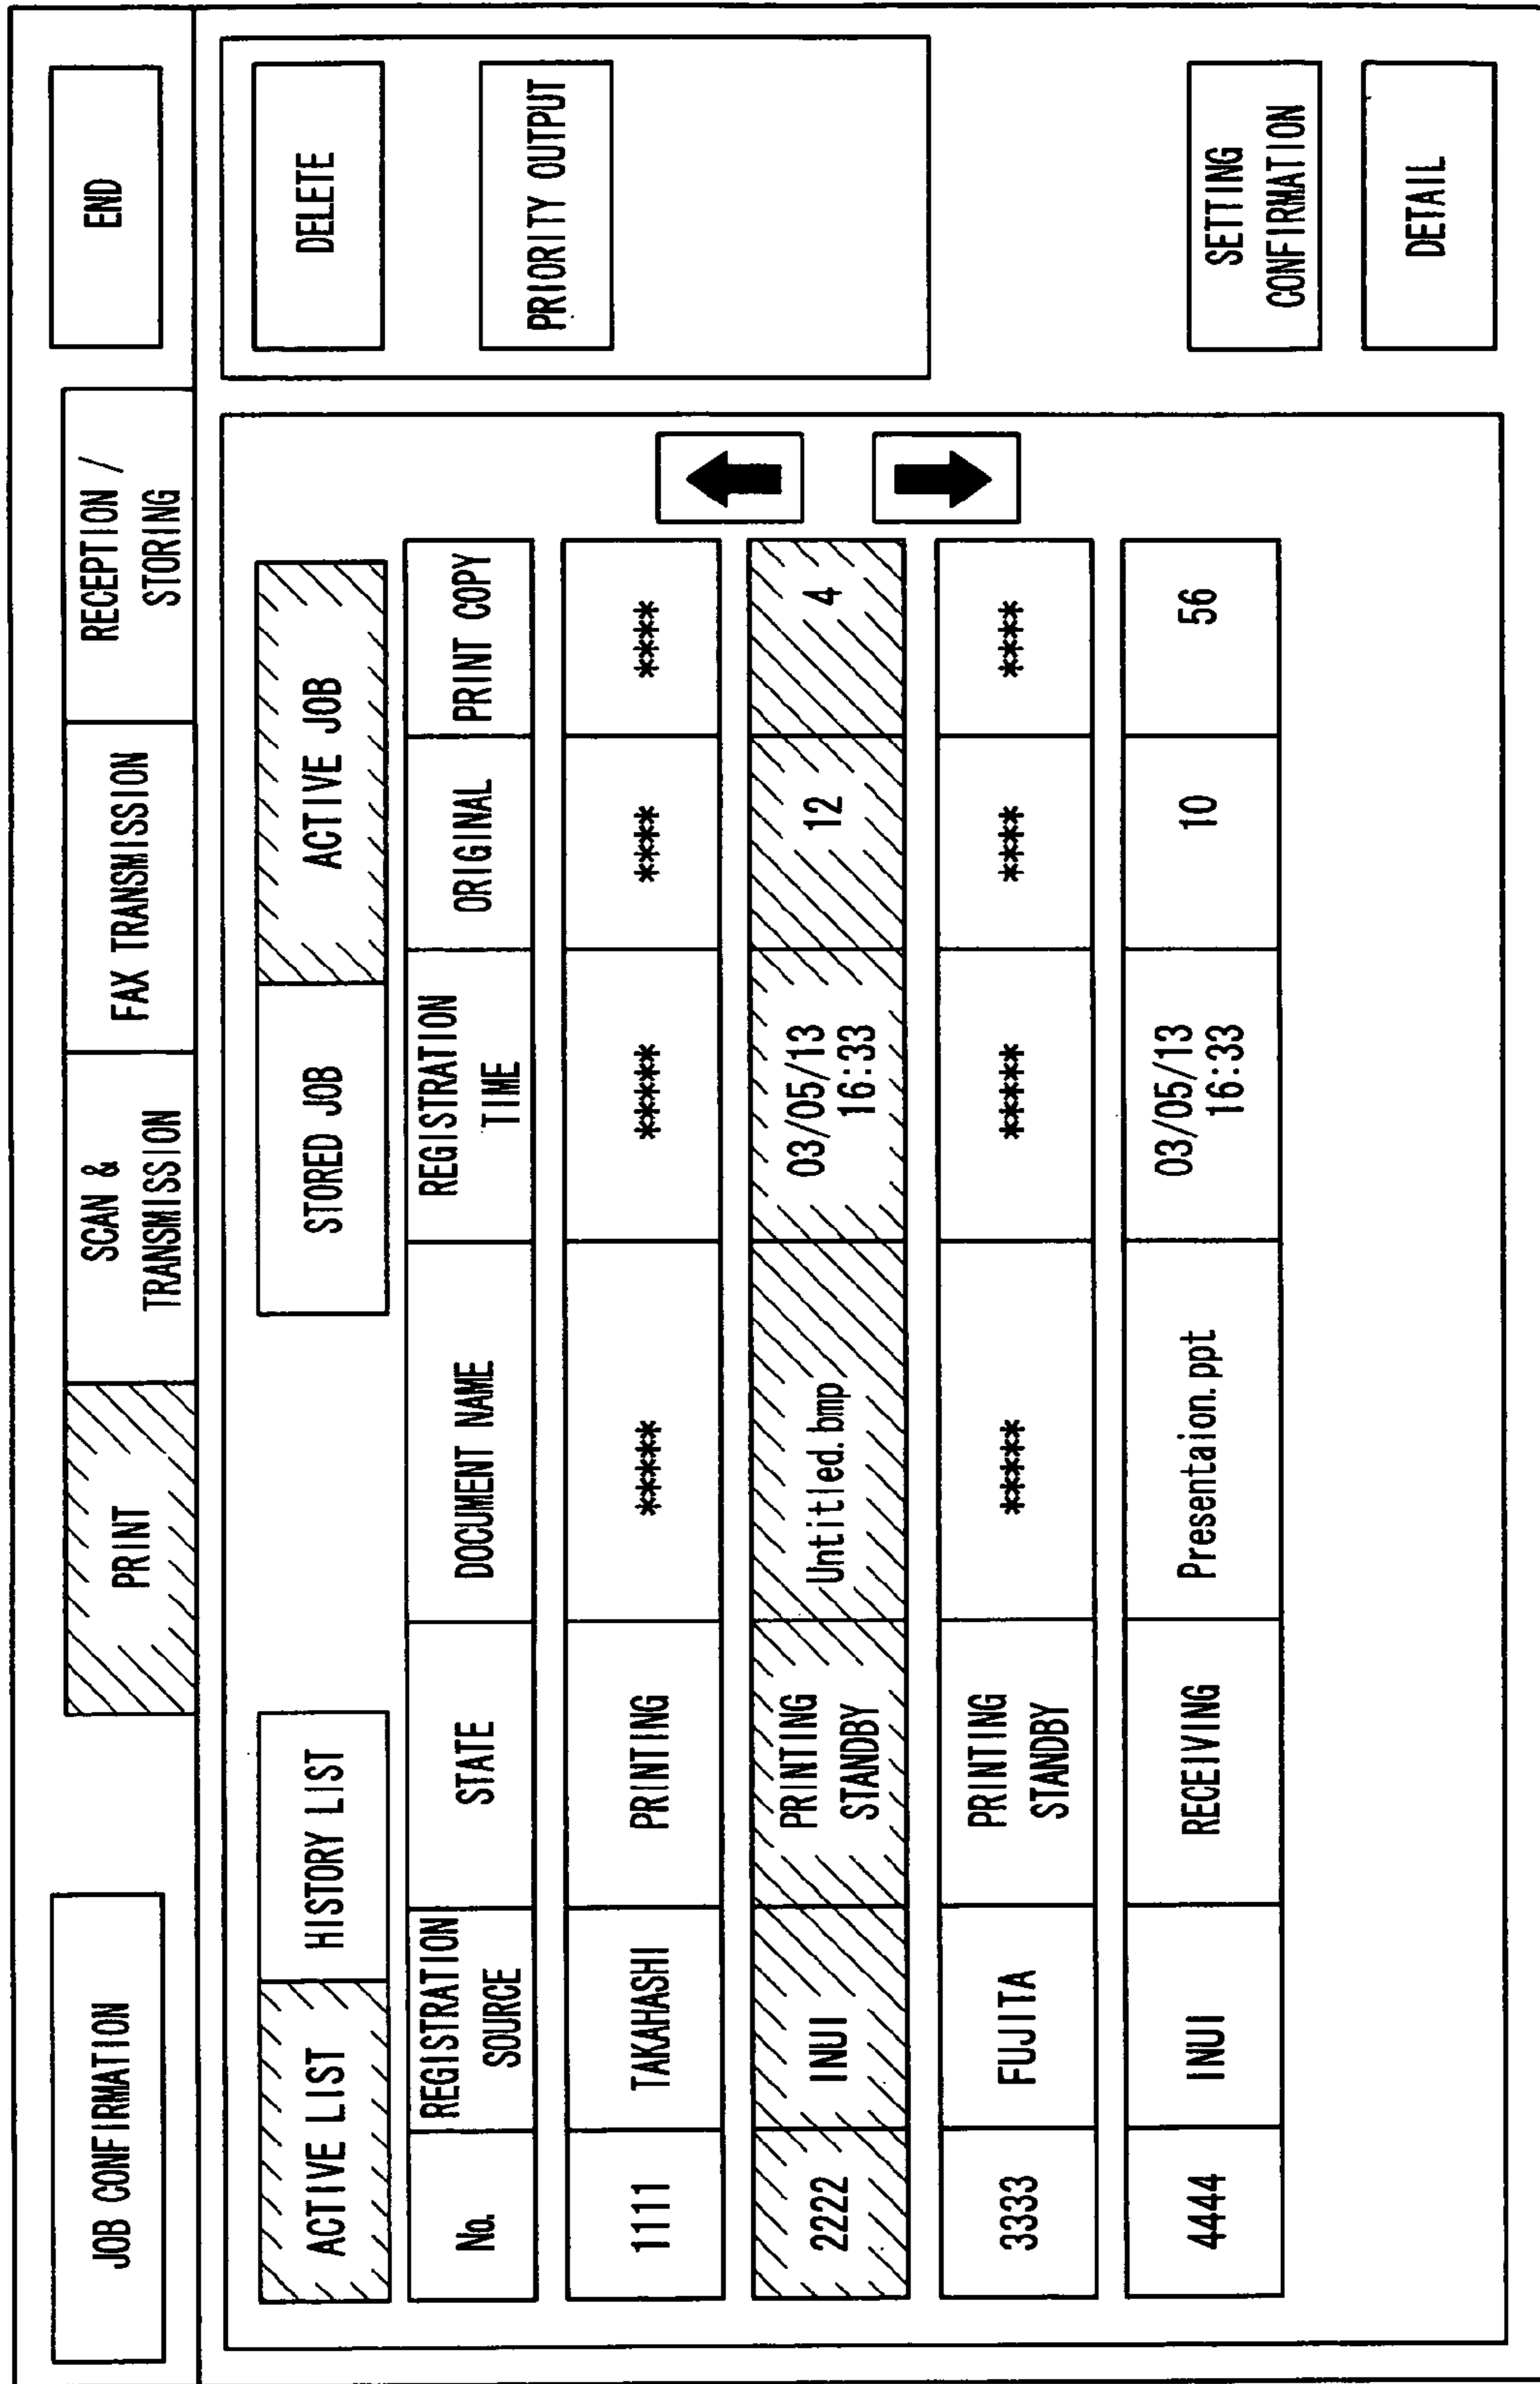 JOB CONFIRMATION
END
PRINT
SCAN &
TRANSMISSION
FAX TRANSMISSION
RECEPTION /
STORING
ACTIVE LIST
HISTORY LIST
STORED JOB
ACTIVE JOB
No.
REGISTRATION
SOURCE
STATE
DOCUMENT NAME
REGISTRATION
TIME
ORIGINAL
PRINT COPY
1111
TAKAHASHI
PRINTING
*****
*****
****
****
2222
INUI
PRINTING
STANDBY
Untitled.bmp
03/05/13
16:33
12
4
3333
FUJITA
PRINTING
STANDBY
*****
*****
****
****
4444
INUI
RECEIVING
Presentaion.ppt
03/05/13
16:33
10
56
DELETE
PRIORITY OUTPUT
SETTING
CONFIRMATION
DETAIL